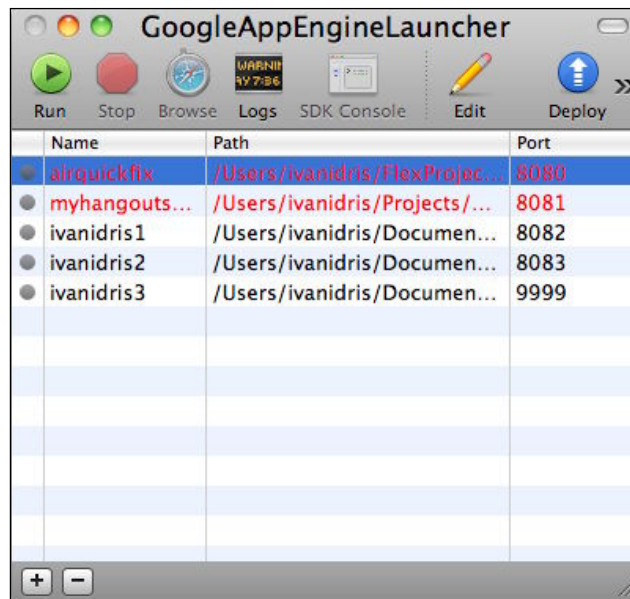 GoogleAppEngineLauncher
Run Stop Browse Logs SDK Console Edit Deploy
Name Path Port
airquickfix /Users/ivanidris/FlexProjec... 8080
myhangouts... /Users/ivanidris/Projects/... 8081
ivanidris1 /Users/ivanidris/Documen... 8082
ivanidris2 /Users/ivanidris/Documen... 8083
ivanidris3 /Users/ivanidris/Documen... 9999